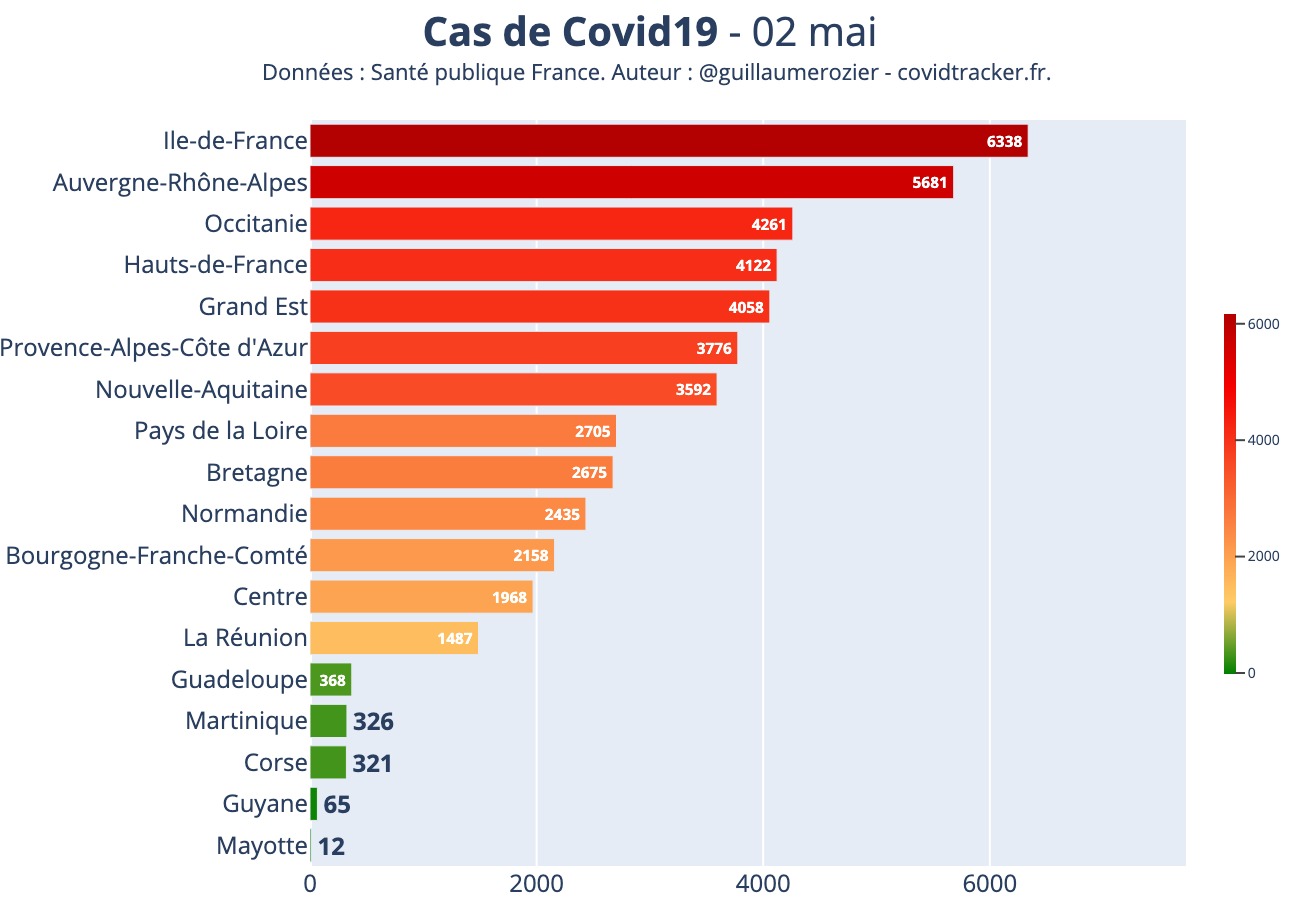 Cas de Covid19 - 02 mai
Données : Santé publique France. Auteur : @guillaumerozier - covidtracker.fr.
Ile-de-France 6338
Auvergne-Rhône-Alpes 5681
Occitanie 4261
Hauts-de-France 4122
Grand Est 4058
Provence-Alpes-Côte d'Azur 3776
Nouvelle-Aquitaine 3592
Pays de la Loire 2705
Bretagne 2675
Normandie 2435
Bourgogne-Franche-Comté 2158
Centre 1968
La Réunion 1487
Guadeloupe 368
Martinique 326
Corse 321
Guyane 65
Mayotte 12
0 2000 4000 6000
6000
4000
2000
0